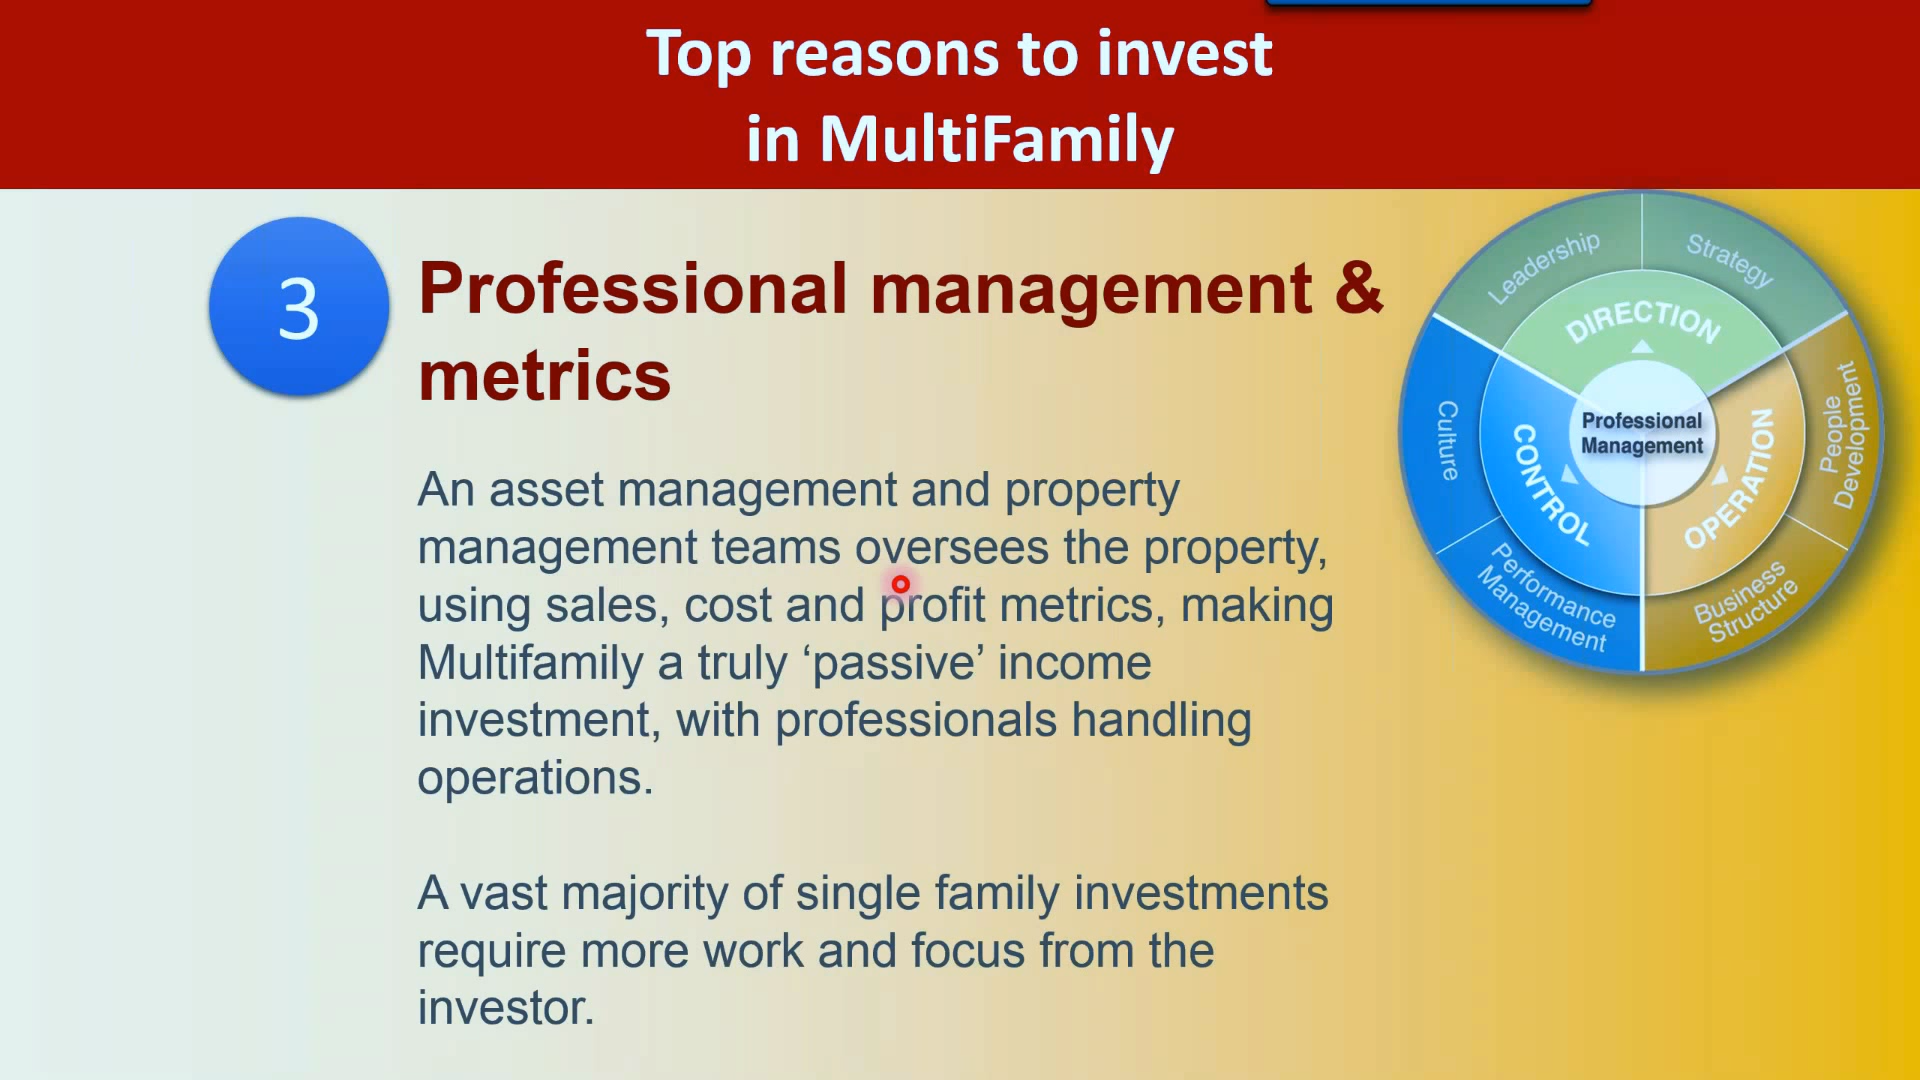 Top reasons to invest
in MultiFamily
3
Professional management &
metrics
An asset management and property
management teams oversees the property,
using sales, cost and profit metrics, making
Multifamily a truly ‘passive’ income
investment, with professionals handling
operations.
A vast majority of single family investments
require more work and focus from the
investor.
Leadership
Strategy
DIRECTION
Culture
CONTROL
Professional
Management
OPERATION
People
Development
Performance
Management
Business
Structure